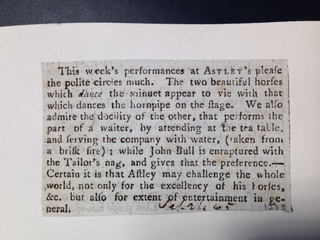 This week's performances at ASTLEY's please
the polite circles much. The two beautiful horses
which dance the minuet appear to vie with that
which dances the hornpipe on the stage. We also
admire the docility of the other, that performs the
part of a waiter, by attending at the tea table,
and serving the company with water, (taken from
a brisk fire); while John Bull is enraptured with
the Tailor's nag, and gives that the preference.—
Certain it is that Astley may challenge the whole
world, not only for the excellency of his horses,
&c. but also for extent of entertainment in ge-
neral.